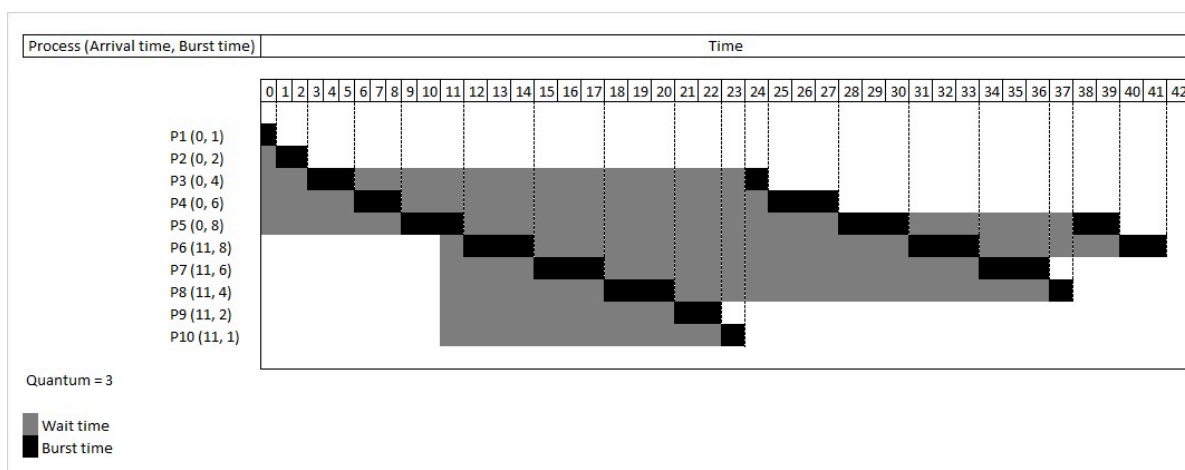 Process (Arrival time, Burst time) Time
0 1 2 3 4 5 6 7 8 9 10 11 12 13 14 15 16 17 18 19 20 21 22 23 24 25 26 27 28 29 30 31 32 33 34 35 36 37 38 39 40 41 42
P1 (0, 1)
P2 (0, 2)
P3 (0, 4)
P4 (0, 6)
P5 (0, 8)
P6 (11, 8)
P7 (11, 6)
P8 (11, 4)
P9 (11, 2)
P10 (11, 1)
Quantum = 3
Wait time
Burst time